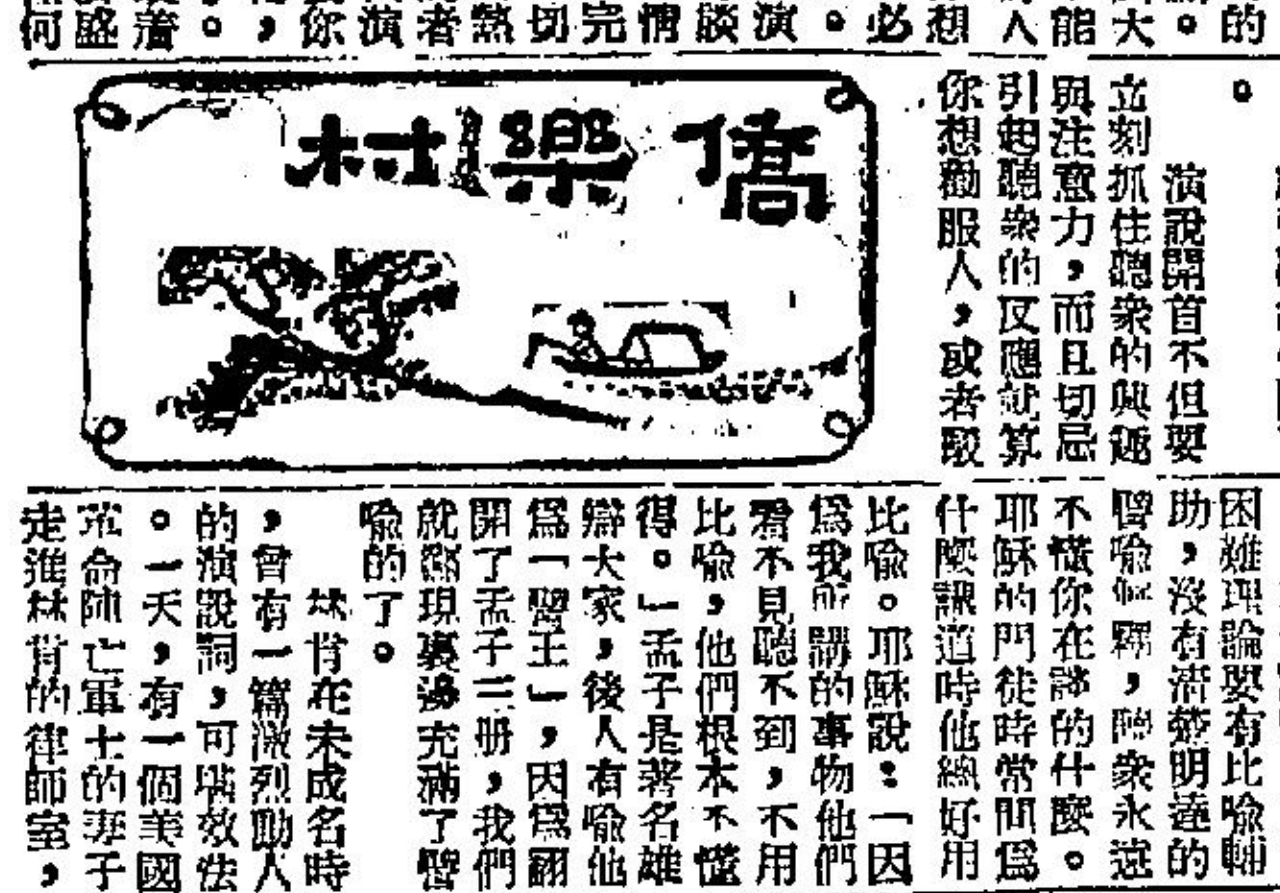 的
。
大
能
人
想
必
。
演
談
情
完
切
熱
者
演
你
，
。
着
盛
何
。
演說開首不但要
立刻抓住聽衆的興趣
與注意力，而且切忌
引起聽衆的反應就算
你想勸服人，或者
僑樂村
困難理論要有比喻輔
助，沒有清楚明達的
譬喻解釋，聽衆永遠
不懂你在談的什麼。
耶穌的門徒時常問爲
什麼講道時他總好用
比喻。耶穌說：「因
爲我所講的事物他們
看不見聽不到，不用
比喻，他們根本不懂
得。」孟子是著名雄
辯大家，後人有喻他
爲「譬王」，因爲翻
開了孟子三册，我們
就發現裏邊充滿了譬
喻的了。
林肯在未成名時
，曾有一篇激烈動人
的演說詞，可堪效法
。一天，有一個美國
革命陣亡軍士的妻子
走進林肯的律師室，